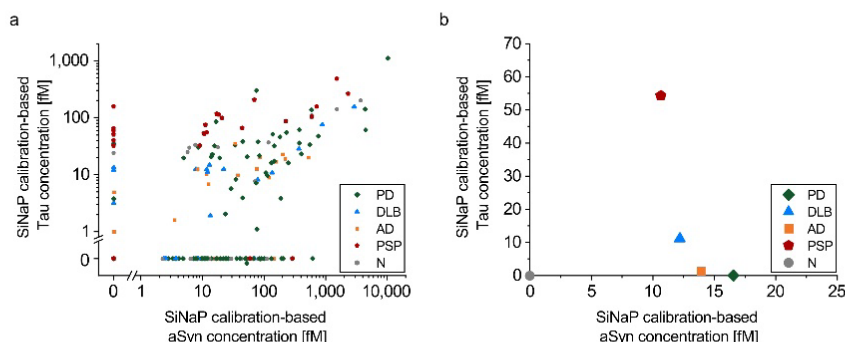 a
SiNaP calibration-based
Tau concentration [fM]
1,000
100
10
1
0
0
1
10
100
1,000
10,000
SiNaP calibration-based
aSyn concentration [fM]
PD
DLB
AD
PSP
N
b
SiNaP calibration-based
Tau concentration [fM]
70
60
50
40
30
20
10
0
0
5
10
15
20
25
SiNaP calibration-based
aSyn concentration [fM]
PD
DLB
AD
PSP
N